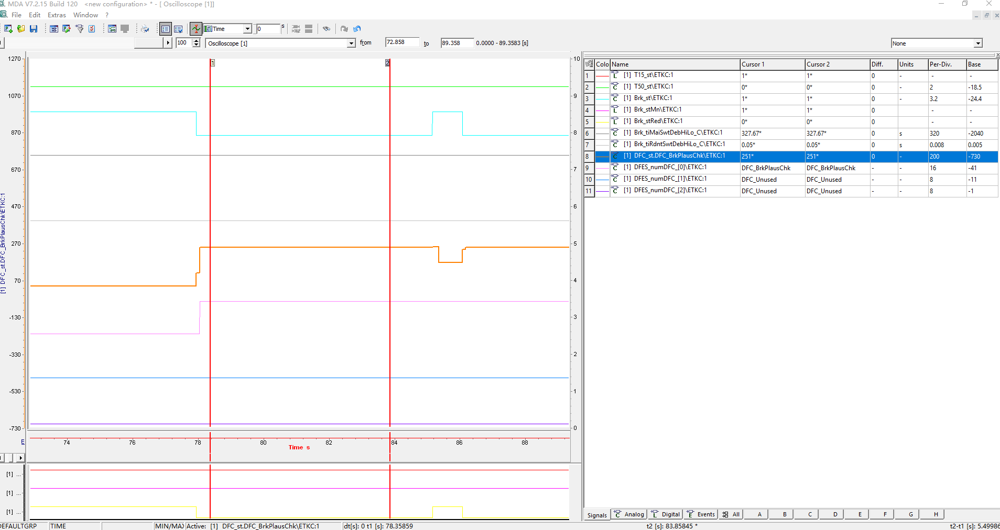 MDA V7.2.15 Build 120 <new configuration> * - [ Oscilloscope [1]]
File Edit Extras Window ?
Time 0 s
100 Oscilloscope [1] from 72.858 to 89.358 0.0000 - 89.3583 [s] None
1270
1070
870
670
470
270
70
-130
-330
-530
-730
[1] DFC_st.DFC_BrkPlausChk\ETKC:1
E
1
2
10
9
8
7
6
5
4
3
2
1
0
74 76 78 80 82 84 86 88
Time s
[1] ...
[1] ...
[1] ...
Colo Name Cursor 1 Cursor 2 Diff. Units Per-Div. Base
1 L [1] T15_st\ETKC:1 1* 1* 0 - - -
2 C [1] T50_st\ETKC:1 0* 0* 0 - 2 -18.5
3 C [1] Brk_st\ETKC:1 1* 1* 0 - 3.2 -24.4
4 L [1] Brk_stMn\ETKC:1 1* 1* 0 - -
5 L [1] Brk_stRed\ETKC:1 0* 0* 0 - -
6 C [1] Brk_tiMaiSwtDebHiLo_C\ETKC:1 327.67* 327.67* 0 s 320 -2040
7 C [1] Brk_tiRdntSwtDebHiLo_C\ETKC:1 0.05* 0.05* 0 s 0.008 0.005
8 C [1] DFC_st.DFC_BrkPlausChk\ETKC:1 251* 251* 0 - 200 -730
9 C [1] DFES_numDFC_[0]\ETKC:1 DFC_BrkPlausChk DFC_BrkPlausChk - - 16 -41
10 C [1] DFES_numDFC_[1]\ETKC:1 DFC_Unused DFC_Unused - - 8 -11
11 C [1] DFES_numDFC_[2]\ETKC:1 DFC_Unused DFC_Unused - - 8 -1
Signals C Analog L Digital E Events All A B C D E F G H
DEFAULTGRP TIME MIN/MAX Active: [1] DFC_st.DFC_BrkPlausChk\ETKC:1 dt[s]: 0 t1 [s]: 78.35859 t2 [s]: 83.85845 * t2-t1 [s]: 5.49986